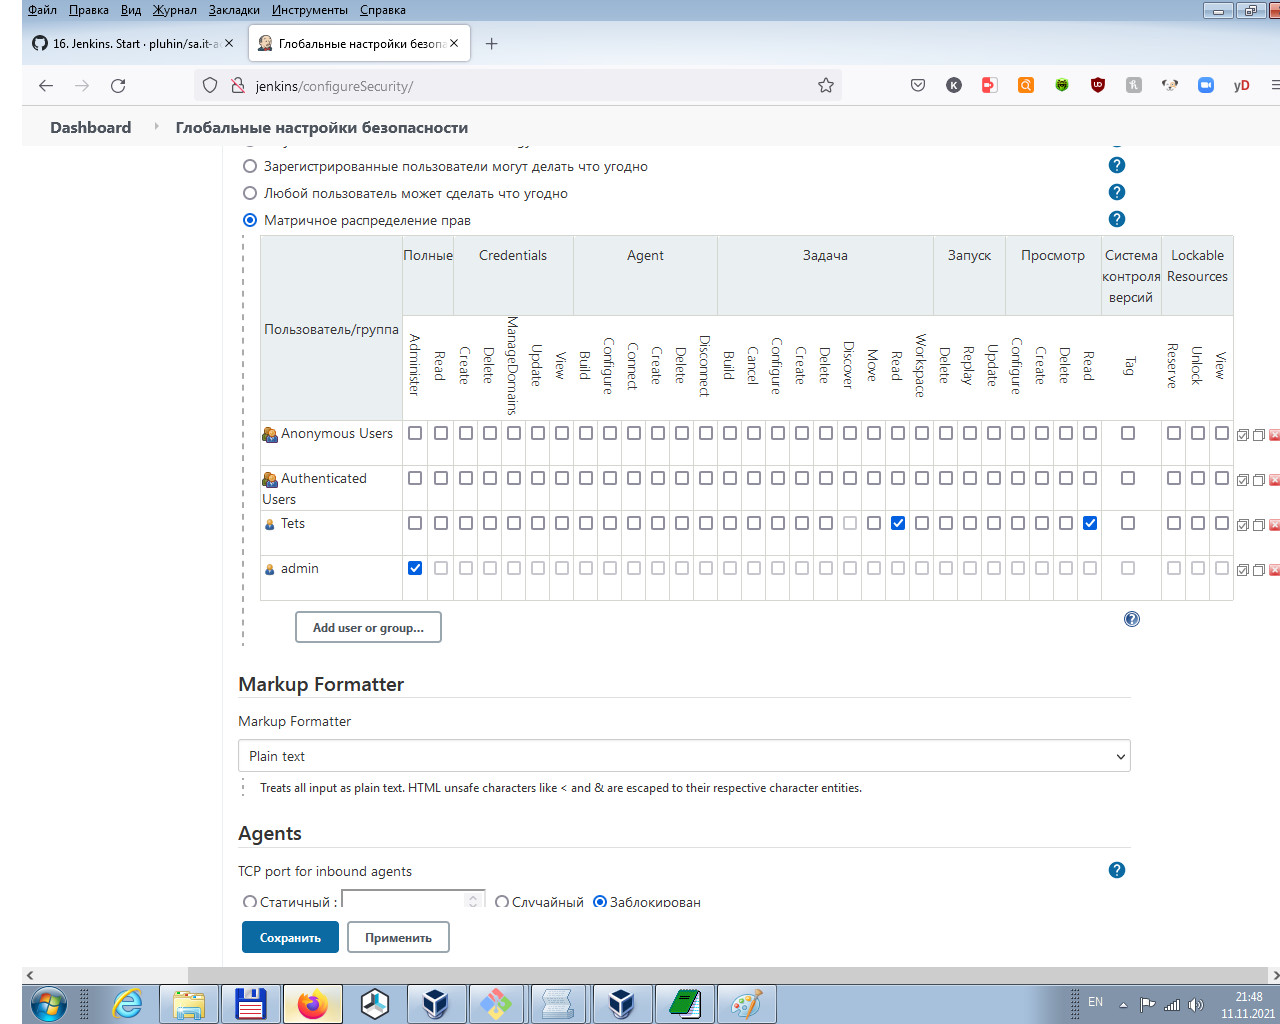 Файл Правка Вид Журнал Закладки Инструменты Справка
16. Jenkins. Start · pluhin/sa.it-a
Глобальные настройки безопа
jenkins/configureSecurity/
Dashboard Глобальные настройки безопасности
Зарегистрированные пользователи могут делать что угодно
Любой пользователь может сделать что угодно
Матричное распределение прав
Пользователь/группа
Полные Credentials Agent Задача Запуск Просмотр Система контроля версий Lockable Resources
Administer Read Create Delete ManageDomains Update View Build Configure Connect Create Delete Disconnect Build Cancel Configure Create Delete Discover Move Read Workspace Delete Replay Update Configure Create Delete Read Tag Reserve Unlock View
Anonymous Users
Authenticated
Users
Tets
admin
Add user or group...
Markup Formatter
Markup Formatter
Plain text
Treats all input as plain text. HTML unsafe characters like < and & are escaped to their respective character entities.
Agents
TCP port for inbound agents
Статичный : Случайный Заблокирован
Сохранить Применить
EN
21:48
11.11.2021